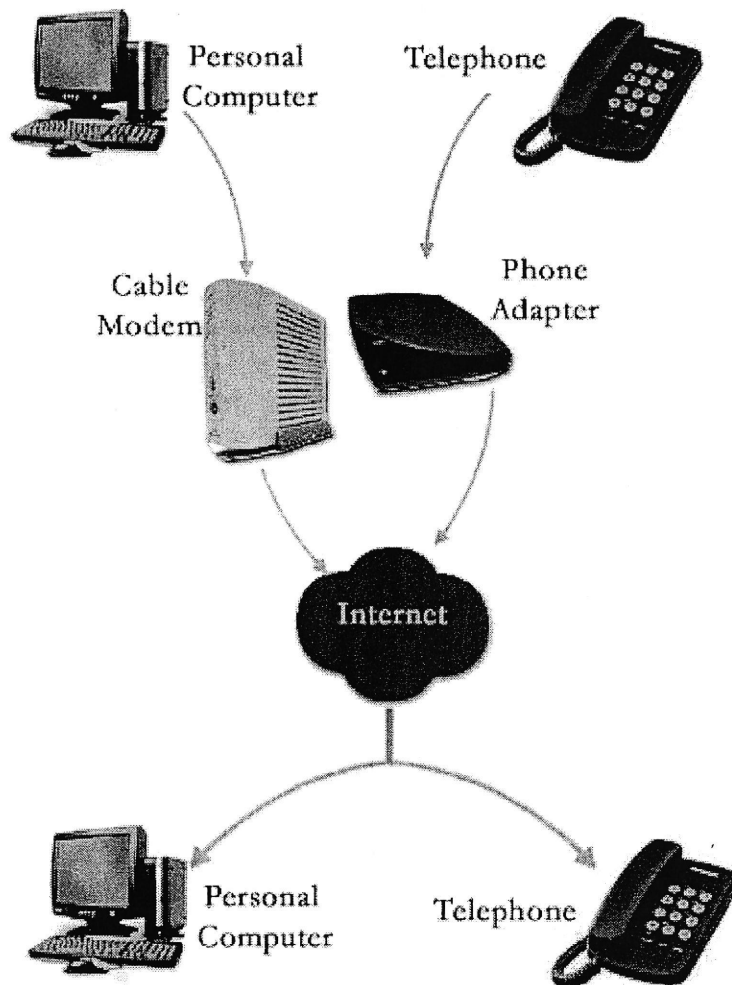 Personal
Computer
Telephone
Cable
Modem
Phone
Adapter
Internet
Personal
Computer
Telephone